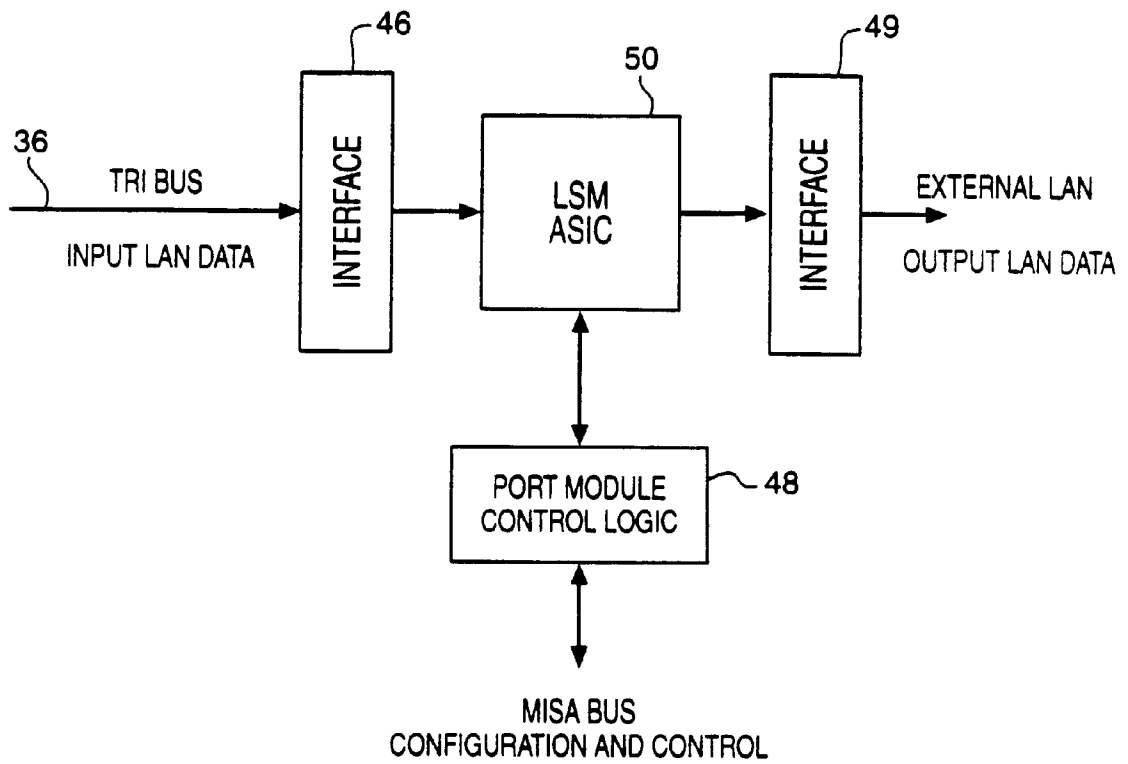 46
49
50
36
TRI BUS
INPUT LAN DATA
INTERFACE
LSM
ASIC
INTERFACE
EXTERNAL LAN
OUTPUT LAN DATA
PORT MODULE
CONTROL LOGIC
48
MISA BUS
CONFIGURATION AND CONTROL